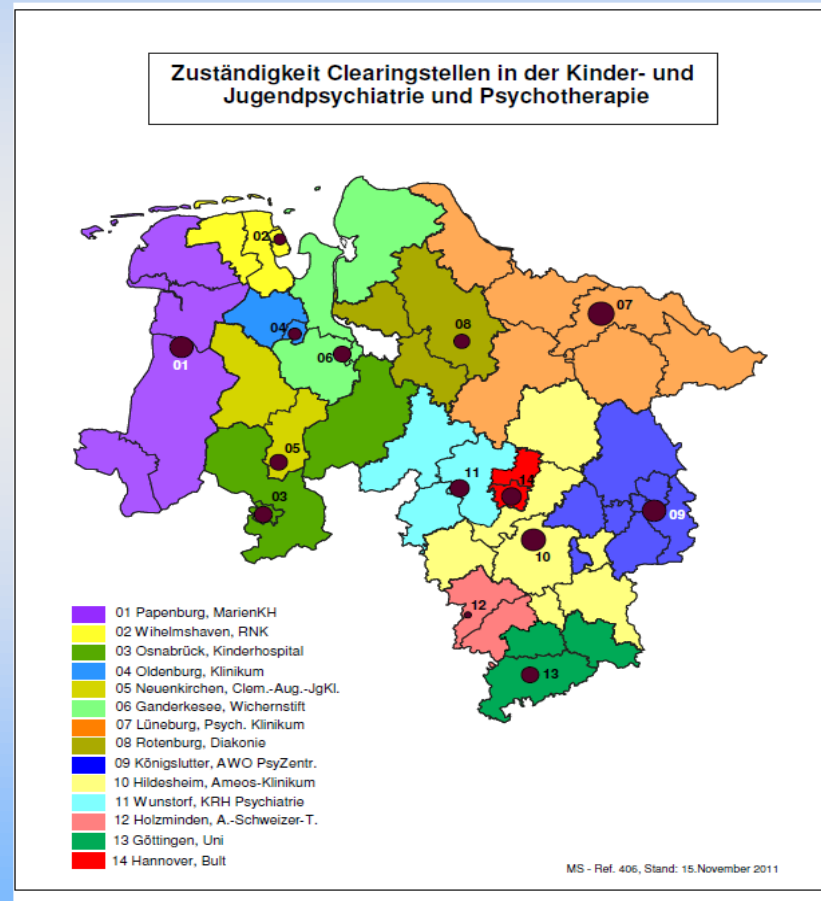 Zuständigkeit Clearingstellen in der Kinder- und
Jugendpsychiatrie und Psychotherapie
02
07
04
08
06
01
05
11
14
03
09
10
12
13
01 Papenburg, MarienKH
02 Wihelmshaven, RNK
03 Osnabrück, Kinderhospital
04 Oldenburg, Klinikum
05 Neuenkirchen, Clem.-Aug.-JgKl.
06 Ganderkesee, Wichernstift
07 Lüneburg, Psych. Klinikum
08 Rotenburg, Diakonie
09 Königslutter, AWO PsyZentr.
10 Hildesheim, Ameos-Klinikum
11 Wunstorf, KRH Psychiatrie
12 Holzminden, A.-Schweizer-T.
13 Göttingen, Uni
14 Hannover, Bult
MS - Ref. 406, Stand: 15.November 2011